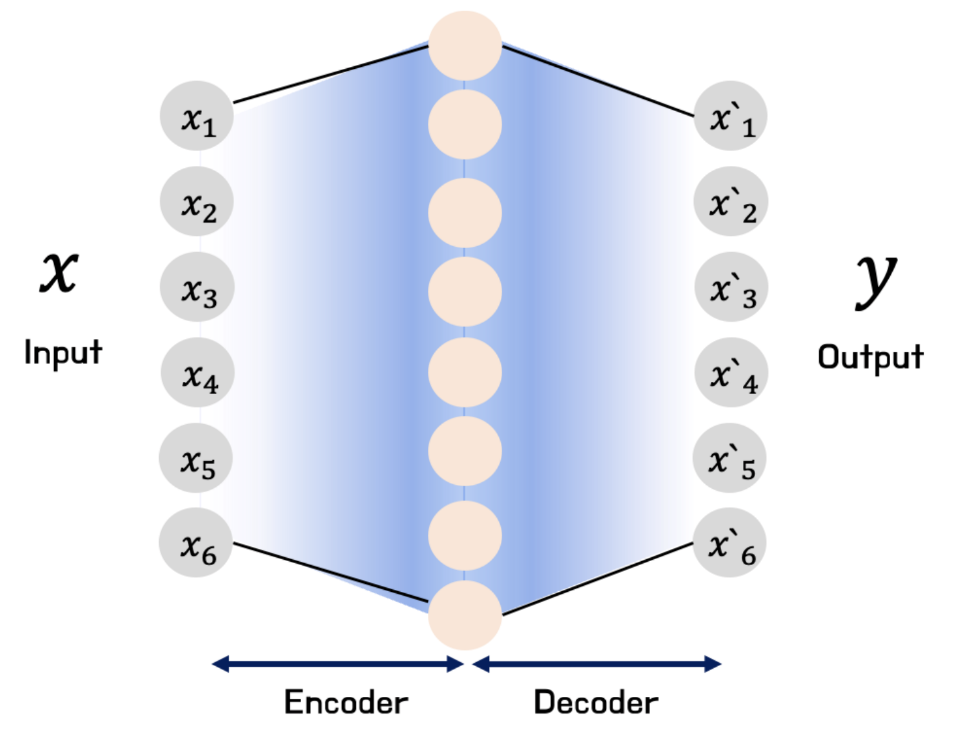 x
Input
x1
x2
x3
x4
x5
x6
x`1
x`2
x`3
x`4
x`5
x`6
y
Output
Encoder
Decoder